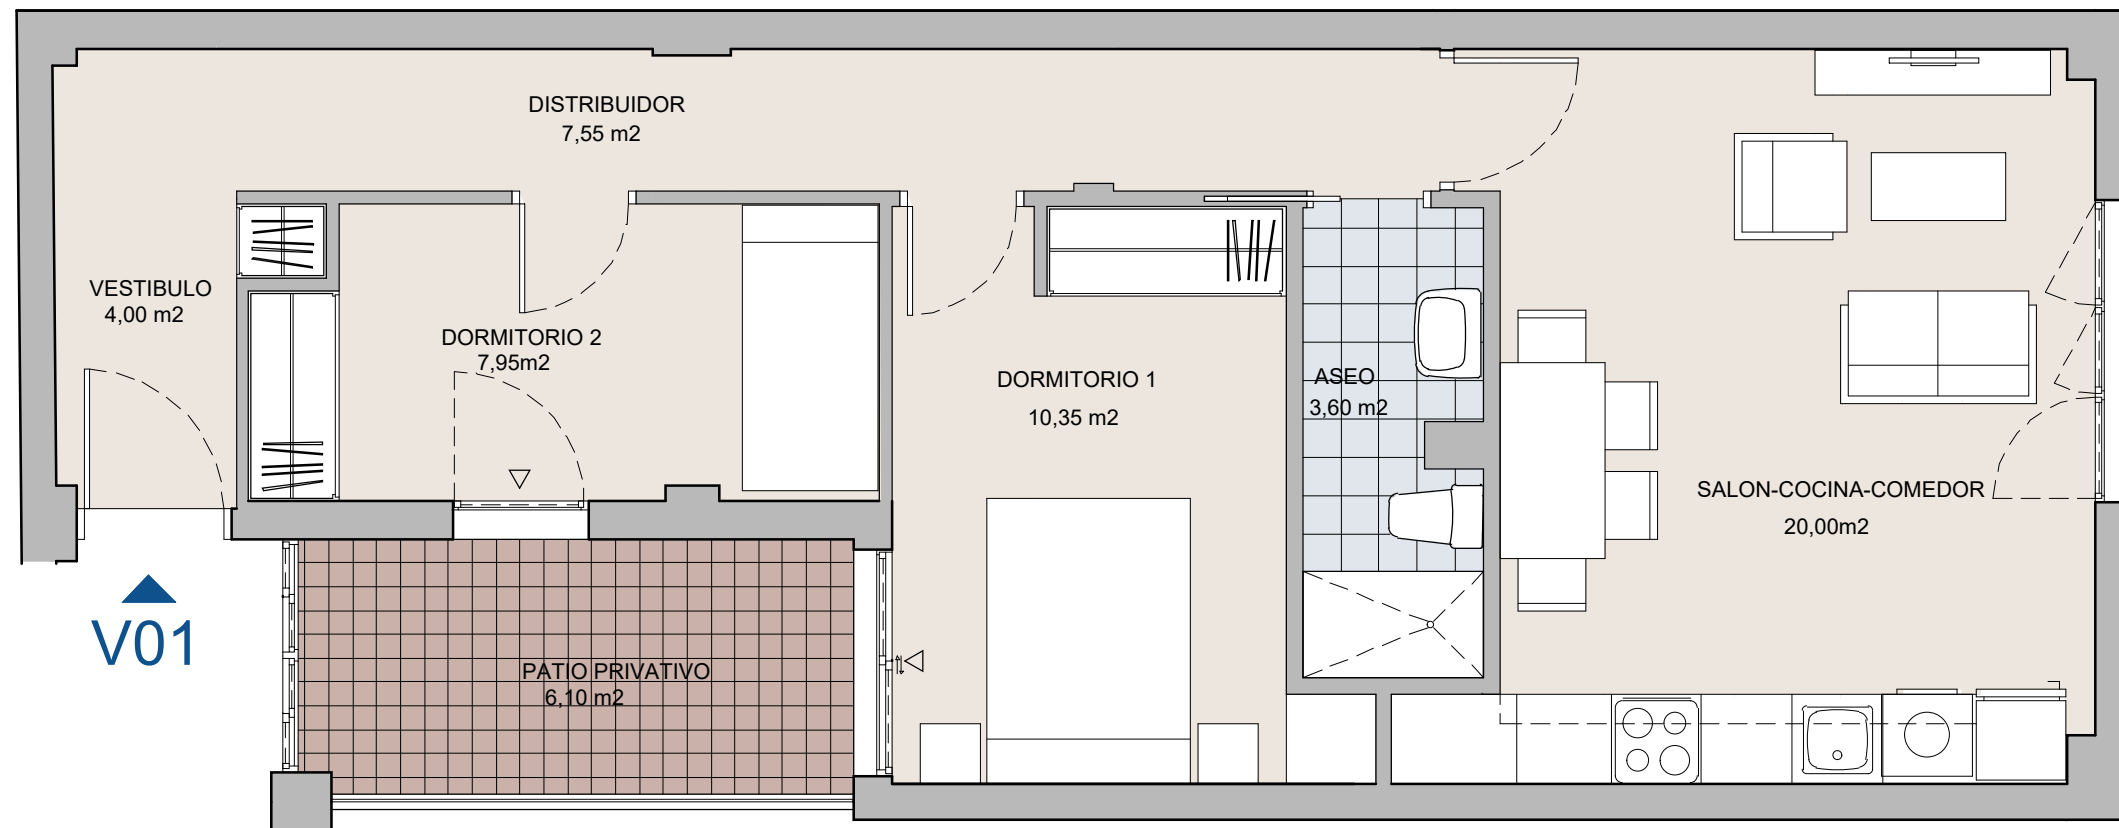 DISTRIBUIDOR
7,55 m2
VESTIBULO
4,00 m2
DORMITORIO 2
7,95m2
DORMITORIO 1
10,35 m2
ASEO
3,60 m2
SALON-COCINA-COMEDOR
20,00m2
V01
PATIO PRIVATIVO
6,10 m2